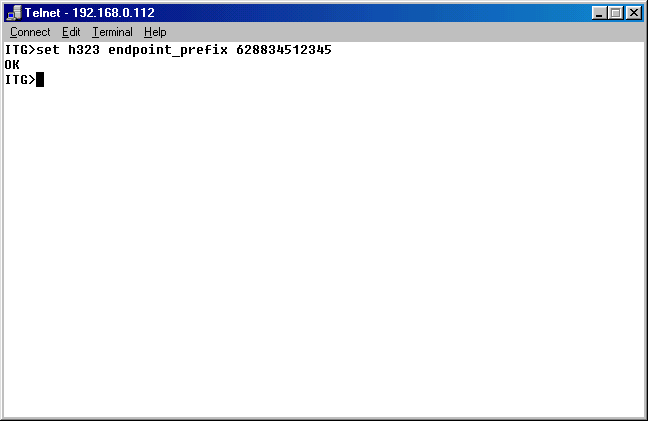 Telnet - 192.168.0.112
Connect Edit Terminal Help
ITG>set h323 endpoint_prefix 628834512345
OK
ITG>